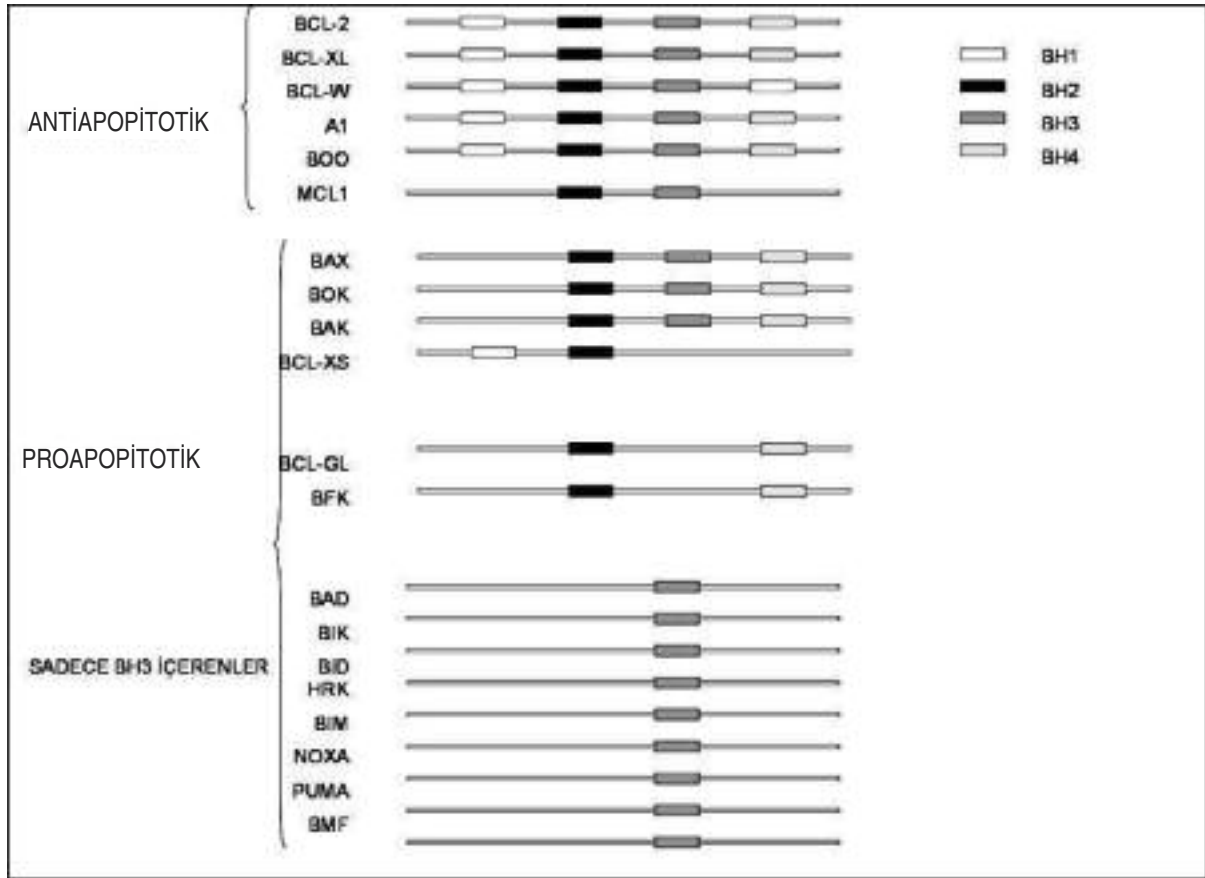 BCL-2
BCL-XL
BCL-W
A1
BOO
MCL1
ANTİAPOPİTOTİK
BH1
BH2
BH3
BH4
BAX
BOK
BAK
BCL-XS
BCL-GL
BFK
PROAPOPİTOTİK
BAD
BIK
BID
HRK
BIM
NOXA
PUMA
BMF
SADECE BH3 İÇERENLER